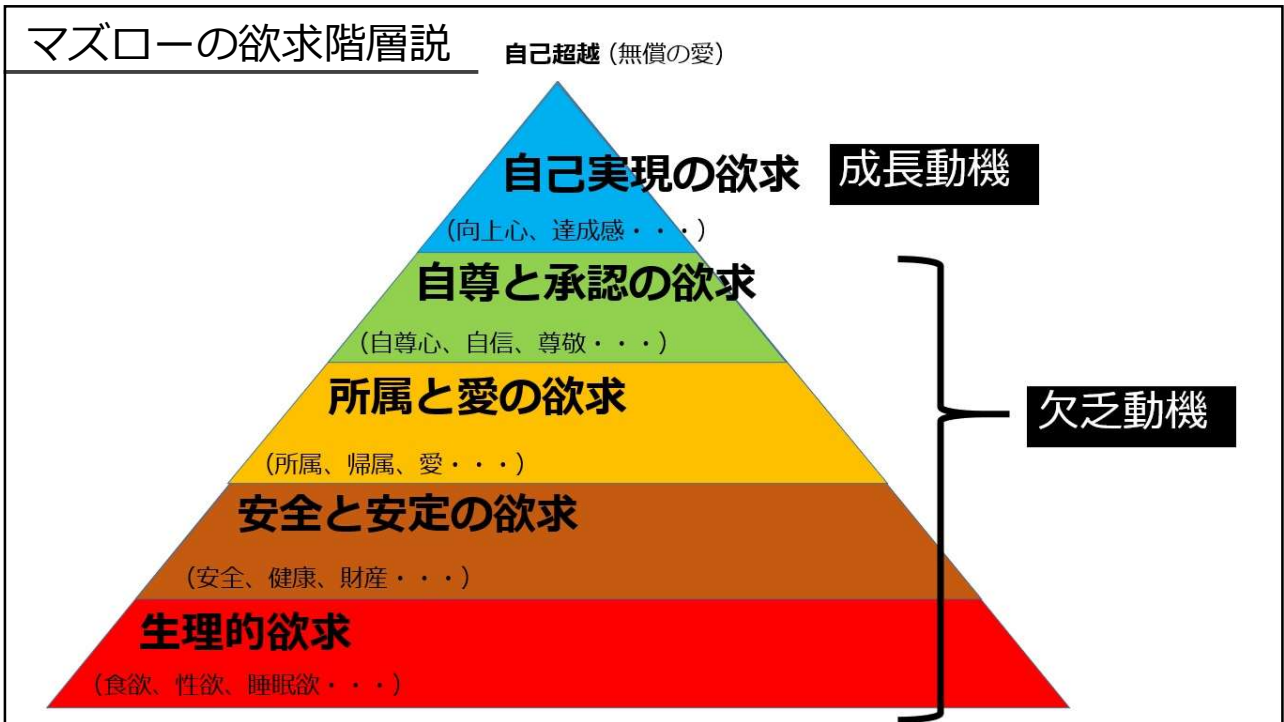 マズローの欲求階層説
自己超越 (無償の愛)
自己実現の欲求
成長動機
（向上心、達成感・・・）
自尊と承認の欲求
（自尊心、自信、尊敬・・・）
所属と愛の欲求
欠乏動機
（所属、帰属、愛・・・）
安全と安定の欲求
（安全、健康、財産・・・）
生理的欲求
（食欲、性欲、睡眠欲・・・）